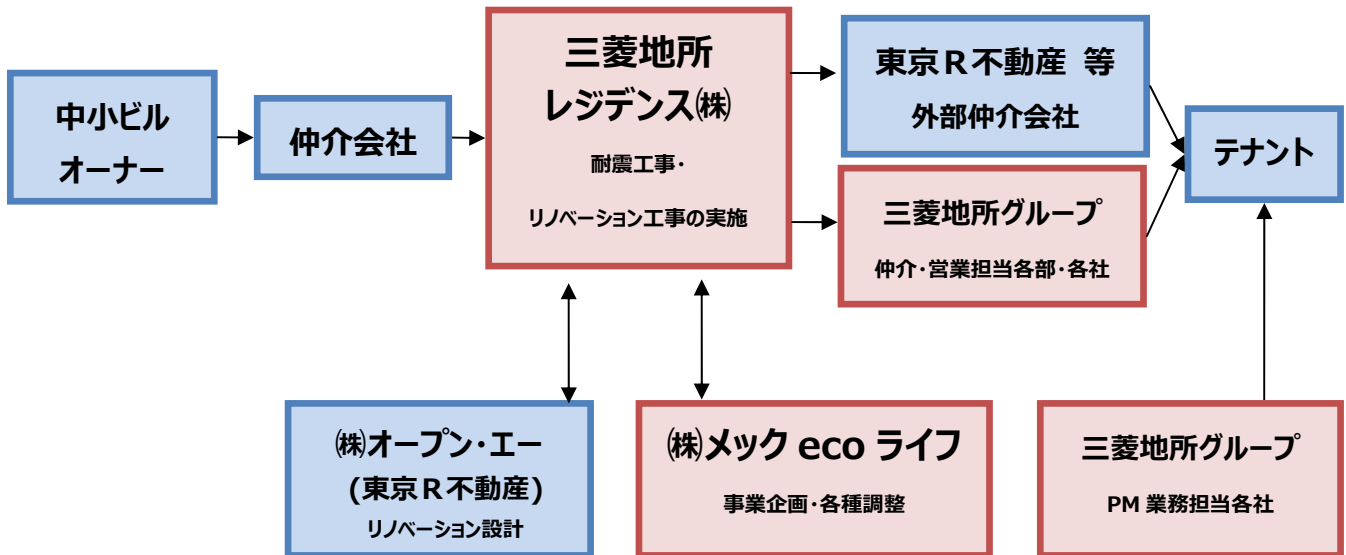 中小ビル
オーナー
仲介会社
三菱地所
レジデンス㈱
耐震工事・
リノベーション工事の実施
東京Ｒ不動産 等
外部仲介会社
三菱地所グループ
仲介・営業担当各部・各社
テナント
㈱オープン・エー
(東京Ｒ不動産)
リノベーション設計
㈱メック eco ライフ
事業企画・各種調整
三菱地所グループ
PM 業務担当各社